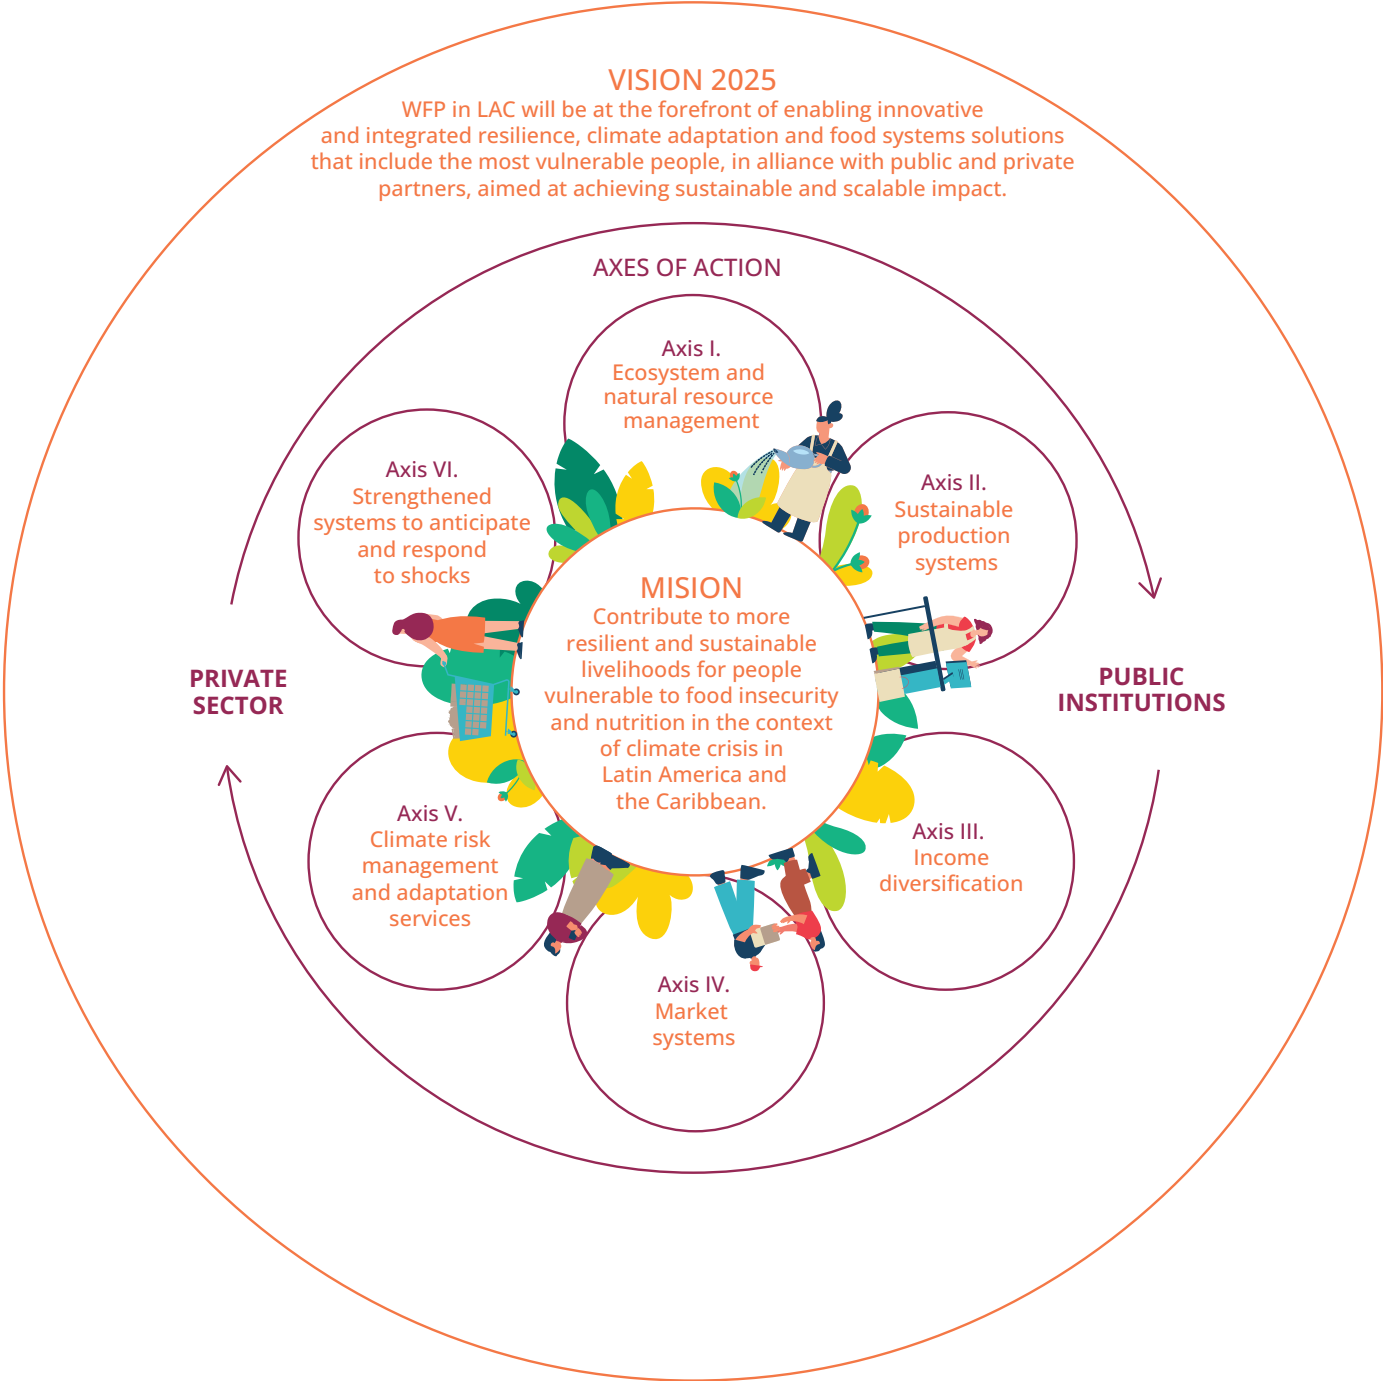 VISION 2025
WFP in LAC will be at the forefront of enabling innovative
and integrated resilience, climate adaptation and food systems solutions
that include the most vulnerable people, in alliance with public and private
partners, aimed at achieving sustainable and scalable impact.
AXES OF ACTION
Axis I.
Ecosystem and
natural resource
management
Axis II.
Sustainable
production
systems
Axis III.
Income
diversification
Axis IV.
Market
systems
Axis V.
Climate risk
management
and adaptation
services
Axis VI.
Strengthened
systems to anticipate
and respond
to shocks
MISION
Contribute to more
resilient and sustainable
livelihoods for people
vulnerable to food insecurity
and nutrition in the context
of climate crisis in
Latin America and
the Caribbean.
PRIVATE
SECTOR
PUBLIC
INSTITUTIONS